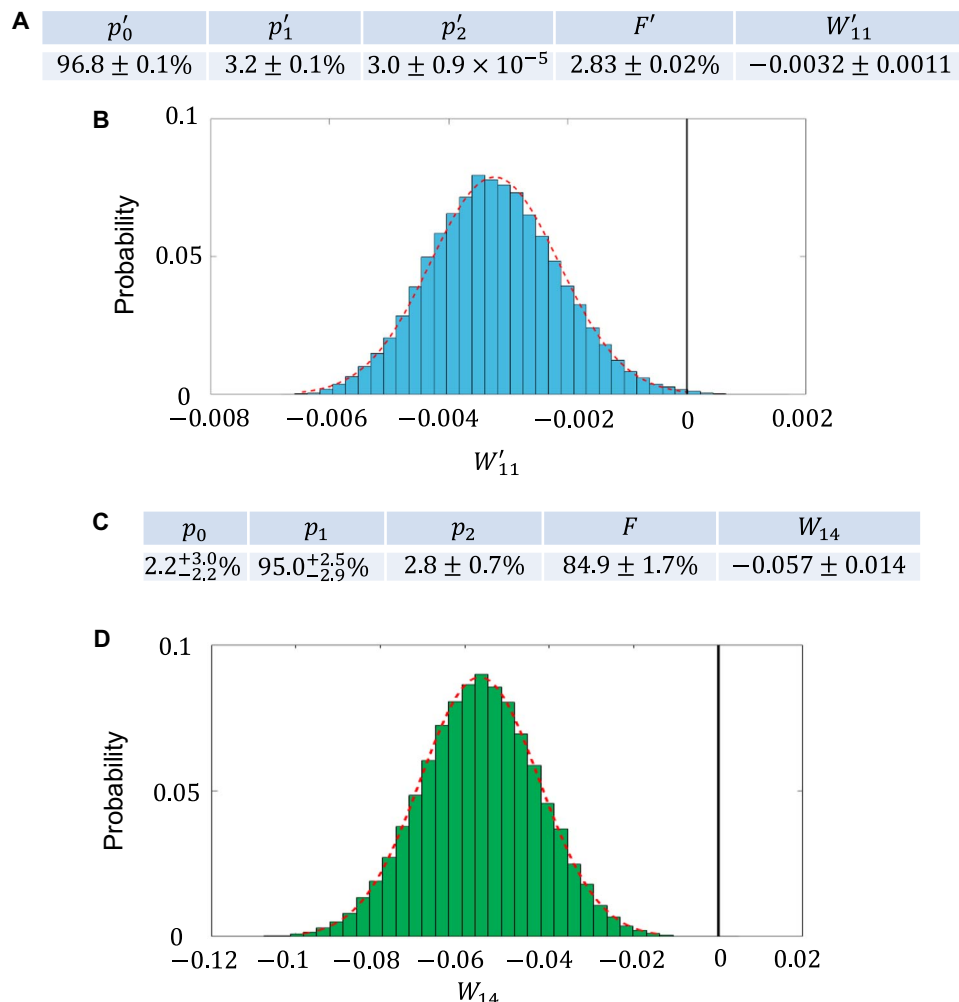 A
p′₀ p′₁ p′₂ F′ W′₁₁
96.8 ± 0.1% 3.2 ± 0.1% 3.0 ± 0.9 × 10⁻⁵ 2.83 ± 0.02% −0.0032 ± 0.0011
B
0.1
0.05
0
Probability
−0.008 −0.006 −0.004 −0.002 0 0.002
W′₁₁
C
p₀ p₁ p₂ F W₁₄
2.2⁺³·⁰₋₂.₂% 95.0⁺²·⁵₋₂.₉% 2.8 ± 0.7% 84.9 ± 1.7% −0.057 ± 0.014
D
0.1
0.05
0
Probability
−0.12 −0.1 −0.08 −0.06 −0.04 −0.02 0 0.02
W₁₄